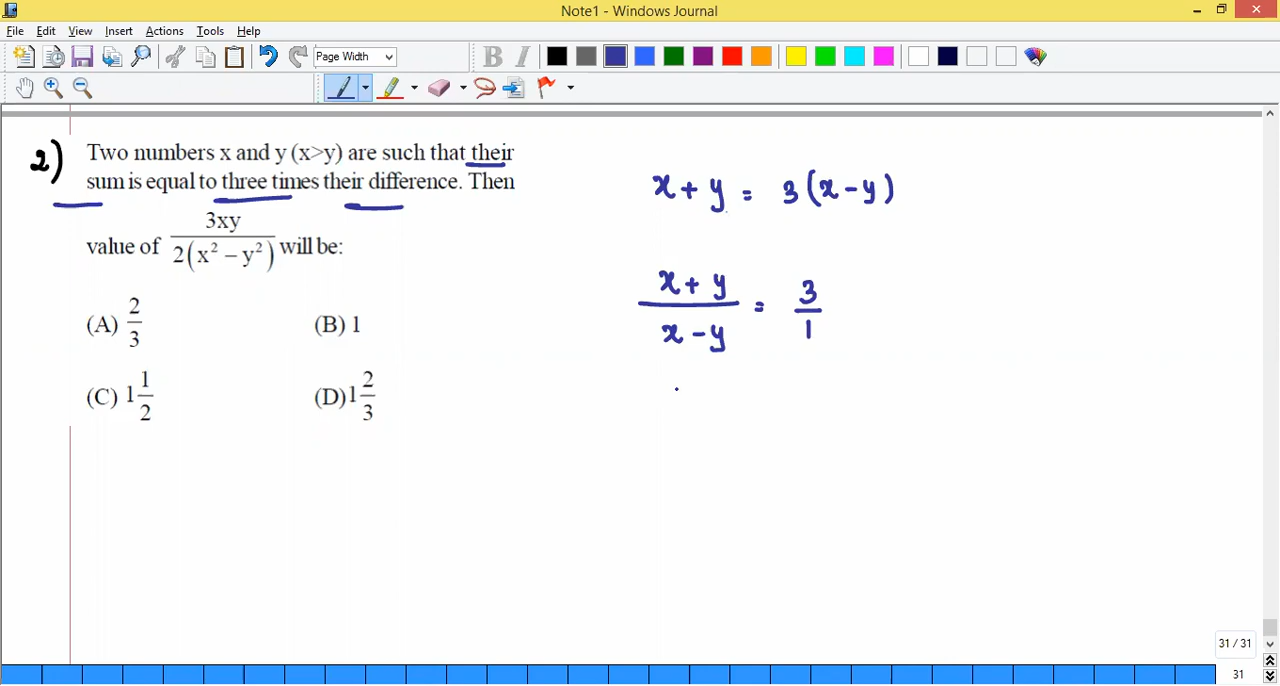 Note1 - Windows Journal
File Edit View Insert Actions Tools Help
Page Width
B I
2) Two numbers x and y (x>y) are such that their
sum is equal to three times their difference. Then
value of 3xy / 2(x² – y²) will be:
(A) 2/3 (B) 1
(C) 1 1/2 (D) 1 2/3
x + y = 3(x - y)
x + y / x - y = 3/1
31 / 31
31